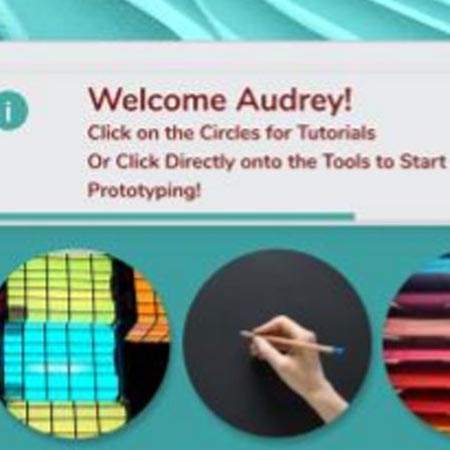 i
Welcome Audrey!
Click on the Circles for Tutorials
Or Click Directly onto the Tools to Start
Prototyping!